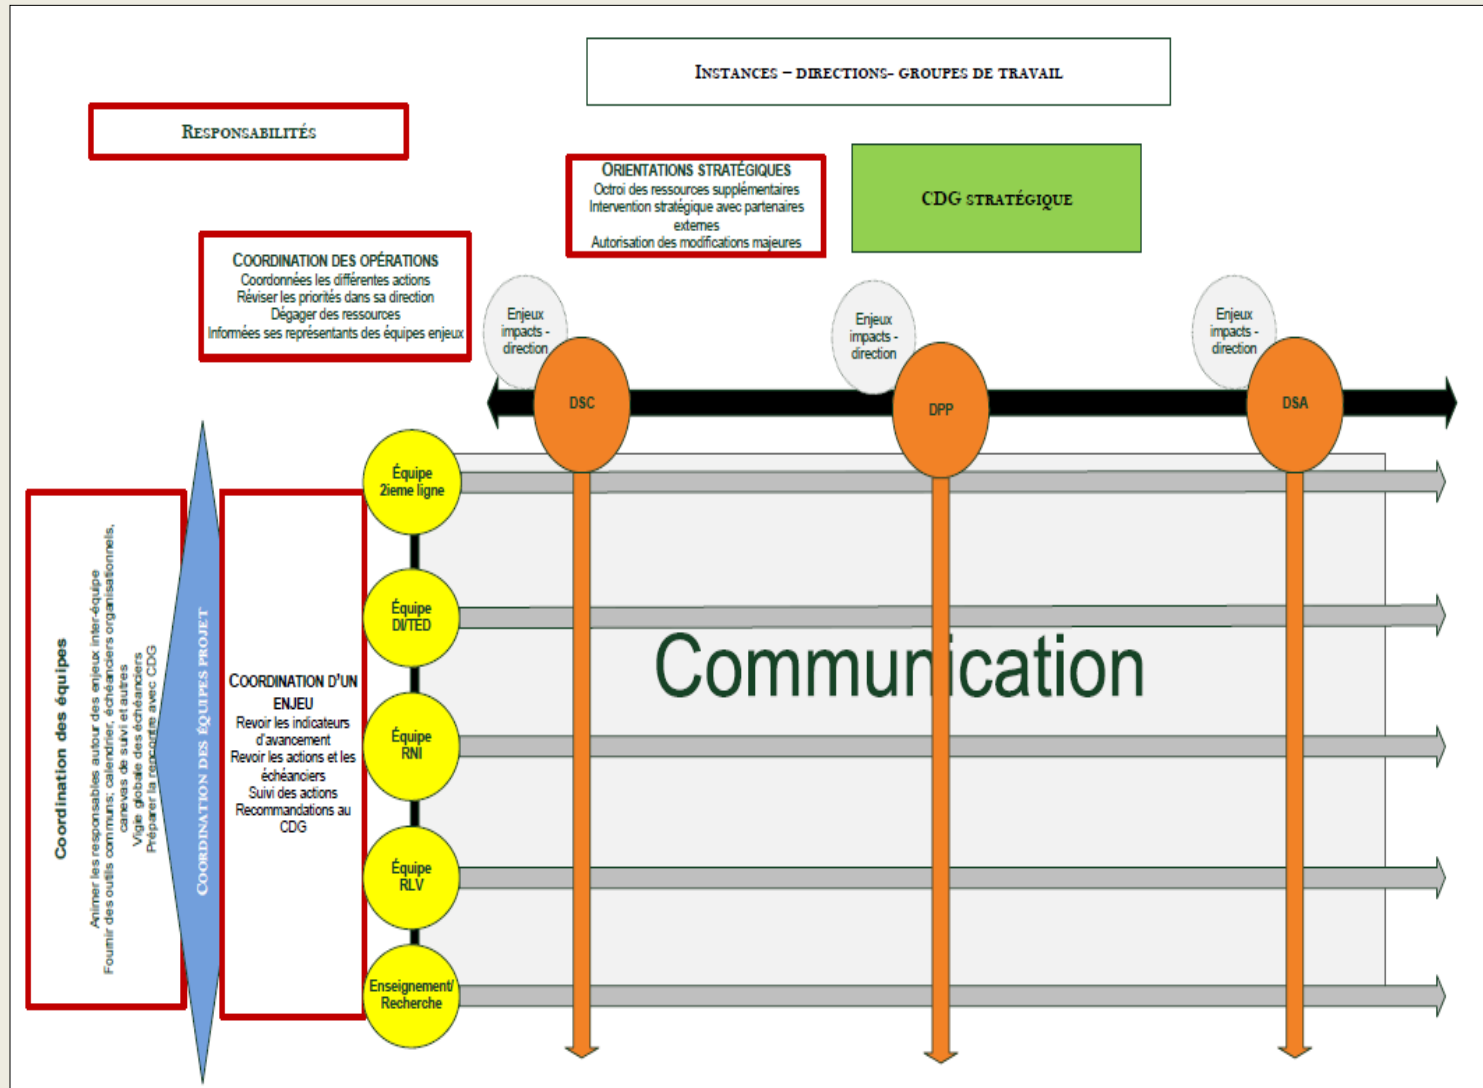 INSTANCES – DIRECTIONS- GROUPES DE TRAVAIL
RESPONSABILITÉS
ORIENTATIONS STRATÉGIQUES
Octroi des ressources supplémentaires
Intervention stratégique avec partenaires
externes
Autorisation des modifications majeures
CDG STRATÉGIQUE
COORDINATION DES OPÉRATIONS
Coordonnées les différentes actions
Réviser les priorités dans sa direction
Dégager des ressources
Informées ses représentants des équipes enjeux
Enjeux
impacts -
direction
Enjeux
impacts -
direction
Enjeux
impacts -
direction
DSC
DPP
DSA
Équipe
2ieme ligne
Équipe
DI/TED
Équipe
RNI
Équipe
RLV
Enseignement/
Recherche
Communication
Coordination des équipes
Animer les responsables autour des enjeux inter-équipe
Fournir des outils communs; calendrier, échéanciers organisationnels,
canevas de suivi et autres
Vigie globale des échéanciers
Préparer la rencontre avec CDG
COORDINATION DES ÉQUIPES PROJET
COORDINATION D'UN
ENJEU
Revoir les indicateurs
d'avancement
Revoir les actions et les
échéanciers
Suivi des actions
Recommandations au
CDG